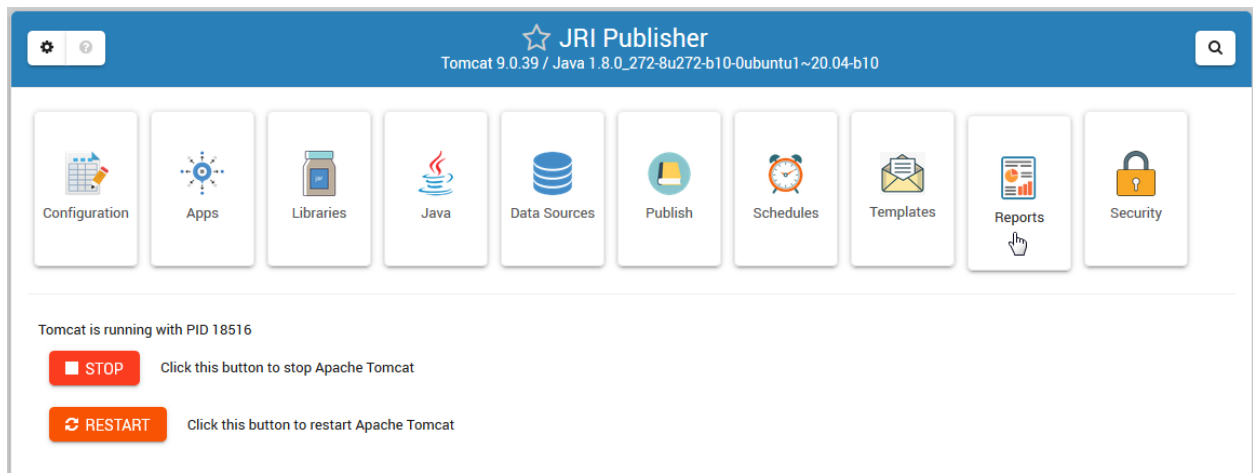 JRI Publisher
Tomcat 9.0.39 / Java 1.8.0_272-8u272-b10-0ubuntu1~20.04-b10
Configuration
Apps
Libraries
Java
Data Sources
Publish
Schedules
Templates
Reports
Security
Tomcat is running with PID 18516
STOP Click this button to stop Apache Tomcat
RESTART Click this button to restart Apache Tomcat